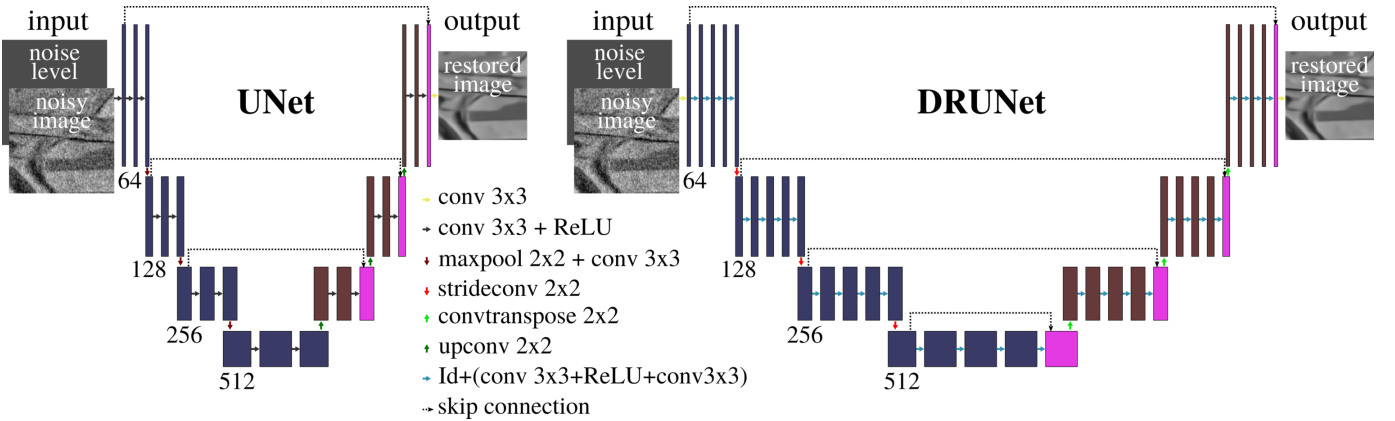 input
output
noise
level
noisy
image
restored
image
UNet
64
128
256
512
conv 3x3
conv 3x3 + ReLU
maxpool 2x2 + conv 3x3
strideconv 2x2
convtranspose 2x2
upconv 2x2
Id+(conv 3x3+ReLU+conv3x3)
skip connection
input
output
noise
level
noisy
image
restored
image
DRUNet
64
128
256
512